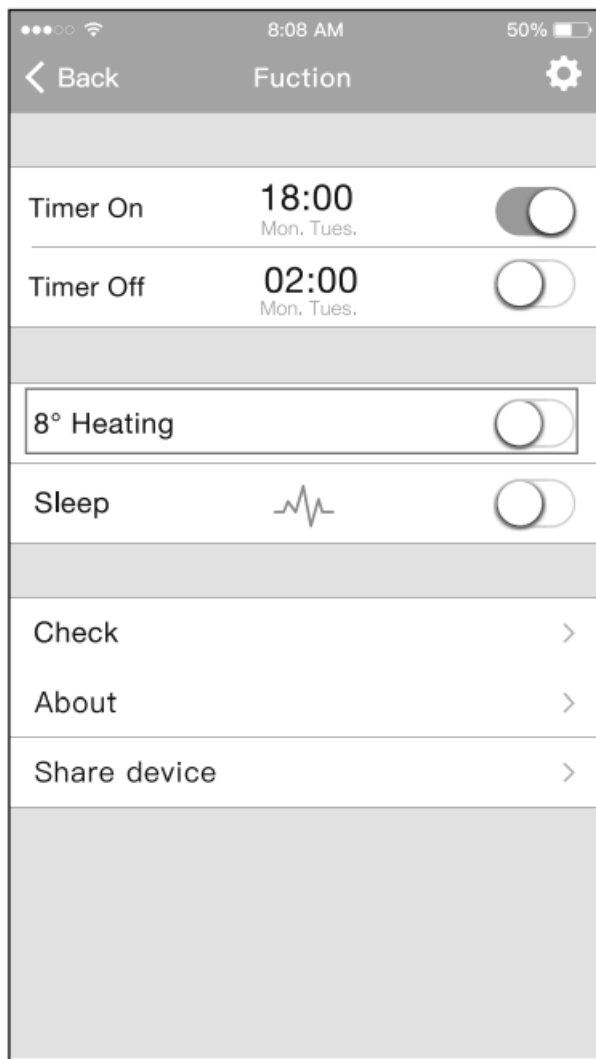 8:08 AM 50%
Back Fuction
Timer On 18:00
Mon. Tues.
Timer Off 02:00
Mon. Tues.
8° Heating
Sleep
Check
About
Share device